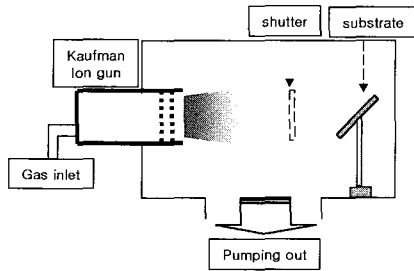 shutter
substrate
Kaufman
Ion gun
Gas inlet
Pumping out